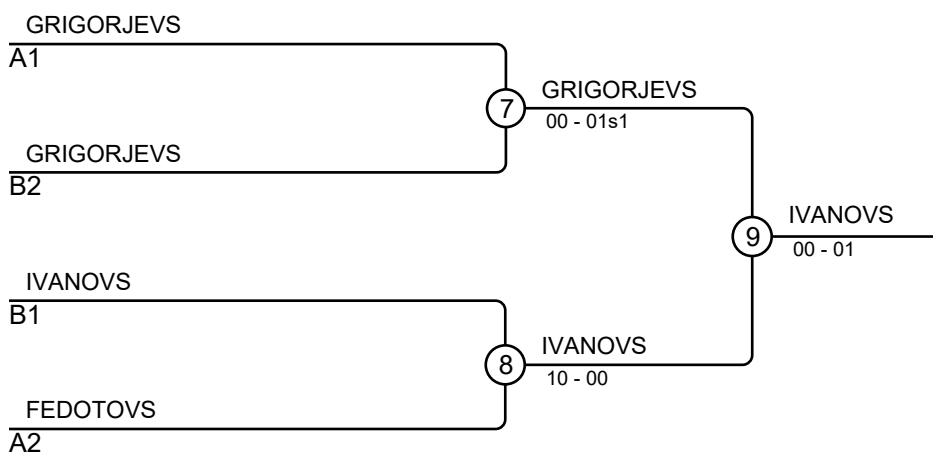 GRIGORJEVS
A1
7
GRIGORJEVS
00 - 01s1
GRIGORJEVS
B2
9
IVANOVS
00 - 01
IVANOVS
B1
8
IVANOVS
10 - 00
FEDOTOVS
A2